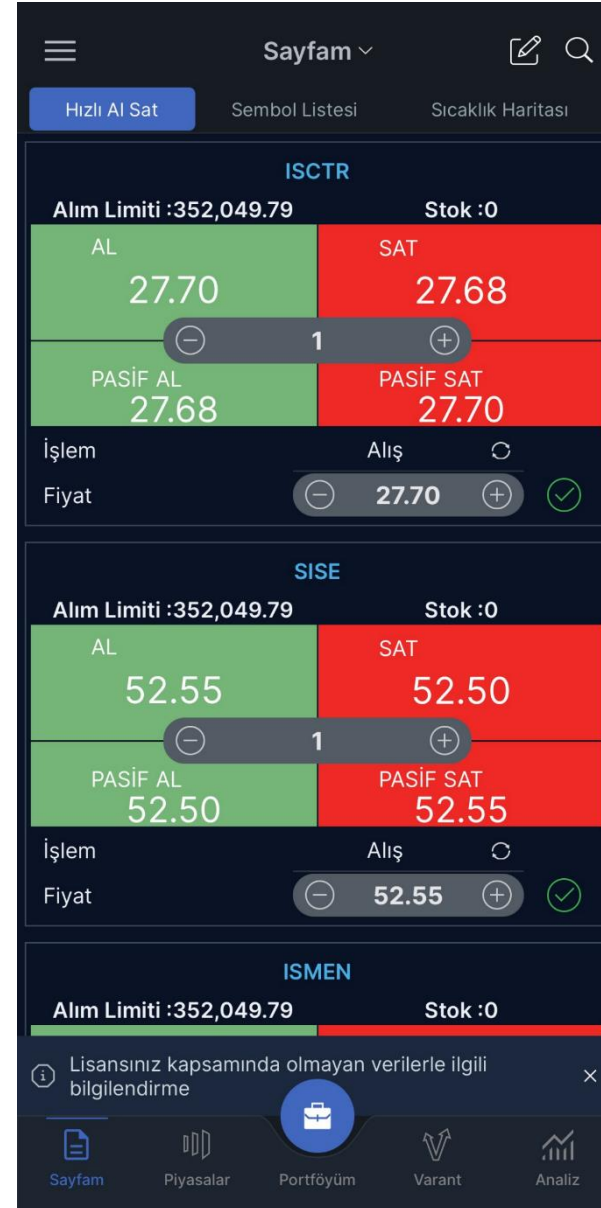 Sayfam
Hızlı Al Sat Sembol Listesi Sıcaklık Haritası
ISCTR
Alım Limiti :352,049.79 Stok :0
AL SAT
27.70 27.68
1
PASİF AL PASİF SAT
27.68 27.70
İşlem Alış
Fiyat 27.70
SISE
Alım Limiti :352,049.79 Stok :0
AL SAT
52.55 52.50
1
PASİF AL PASİF SAT
52.50 52.55
İşlem Alış
Fiyat 52.55
ISMEN
Alım Limiti :352,049.79 Stok :0
Lisansınız kapsamında olmayan verilerle ilgili
bilgilendirme
Sayfam Piyasalar Portföyüm Varant Analiz